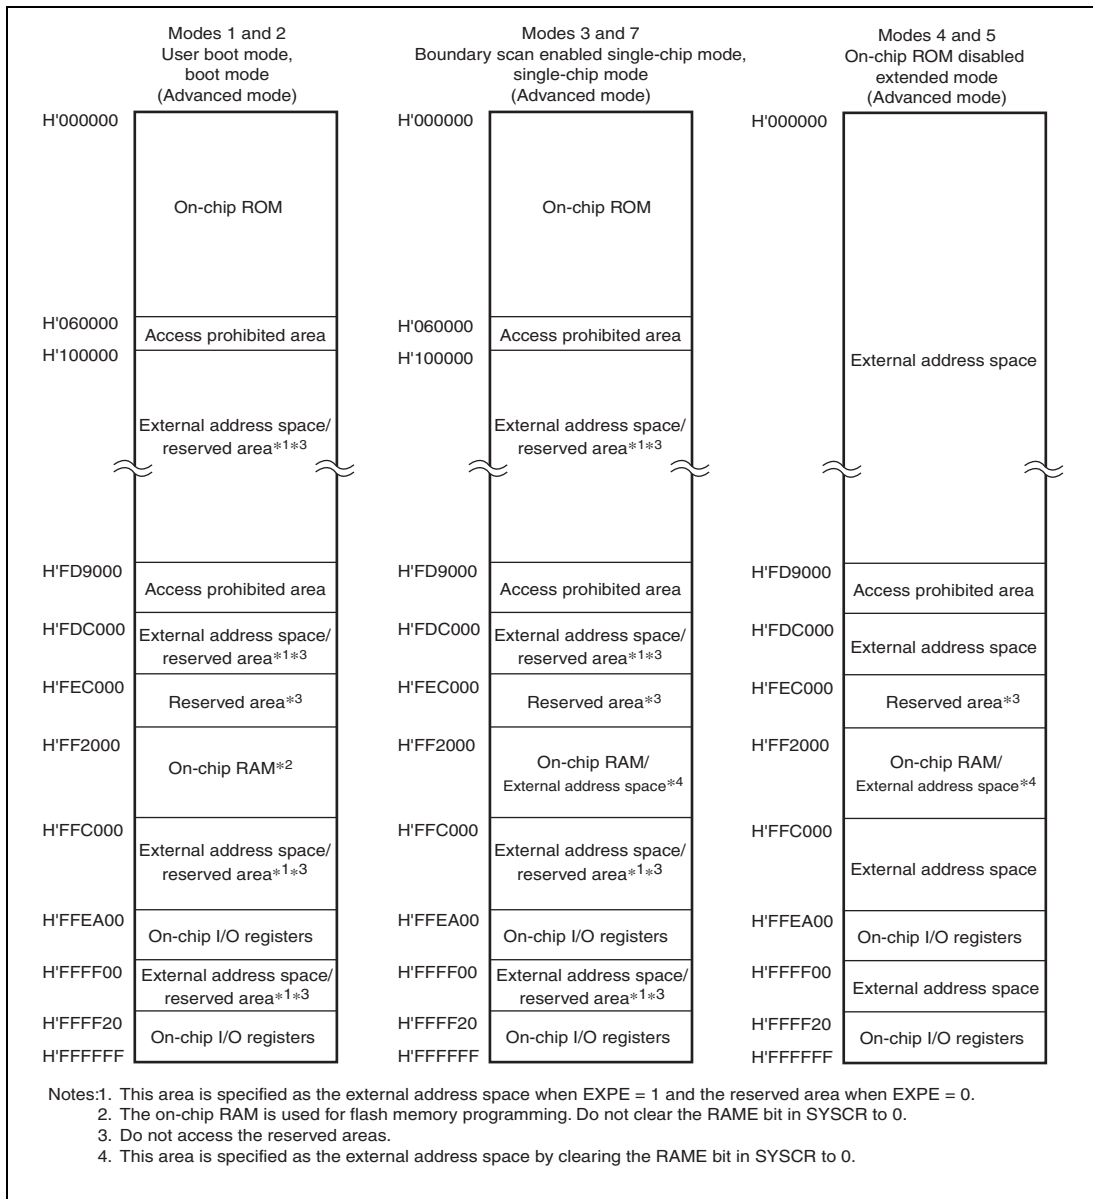 Modes 1 and 2
User boot mode,
boot mode
(Advanced mode)
H'000000
On-chip ROM
H'060000
Access prohibited area
H'100000
External address space/
reserved area*1*3
H'FD9000
Access prohibited area
H'FDC000
External address space/
reserved area*1*3
H'FEC000
Reserved area*3
H'FF2000
On-chip RAM*2
H'FFC000
External address space/
reserved area*1*3
H'FFEA00
On-chip I/O registers
H'FFFF00
External address space/
reserved area*1*3
H'FFFF20
On-chip I/O registers
H'FFFFFF
Modes 3 and 7
Boundary scan enabled single-chip mode,
single-chip mode
(Advanced mode)
H'000000
On-chip ROM
H'060000
Access prohibited area
H'100000
External address space/
reserved area*1*3
H'FD9000
Access prohibited area
H'FDC000
External address space/
reserved area*1*3
H'FEC000
Reserved area*3
H'FF2000
On-chip RAM/
External address space*4
H'FFC000
External address space/
reserved area*1*3
H'FFEA00
On-chip I/O registers
H'FFFF00
External address space/
reserved area*1*3
H'FFFF20
On-chip I/O registers
H'FFFFFF
Modes 4 and 5
On-chip ROM disabled
extended mode
(Advanced mode)
H'000000
External address space
H'FD9000
Access prohibited area
H'FDC000
External address space
H'FEC000
Reserved area*3
H'FF2000
On-chip RAM/
External address space*4
H'FFC000
External address space
H'FFEA00
On-chip I/O registers
H'FFFF00
External address space
H'FFFF20
On-chip I/O registers
H'FFFFFF
Notes:1. This area is specified as the external address space when EXPE = 1 and the reserved area when EXPE = 0.
2. The on-chip RAM is used for flash memory programming. Do not clear the RAME bit in SYSCR to 0.
3. Do not access the reserved areas.
4. This area is specified as the external address space by clearing the RAME bit in SYSCR to 0.